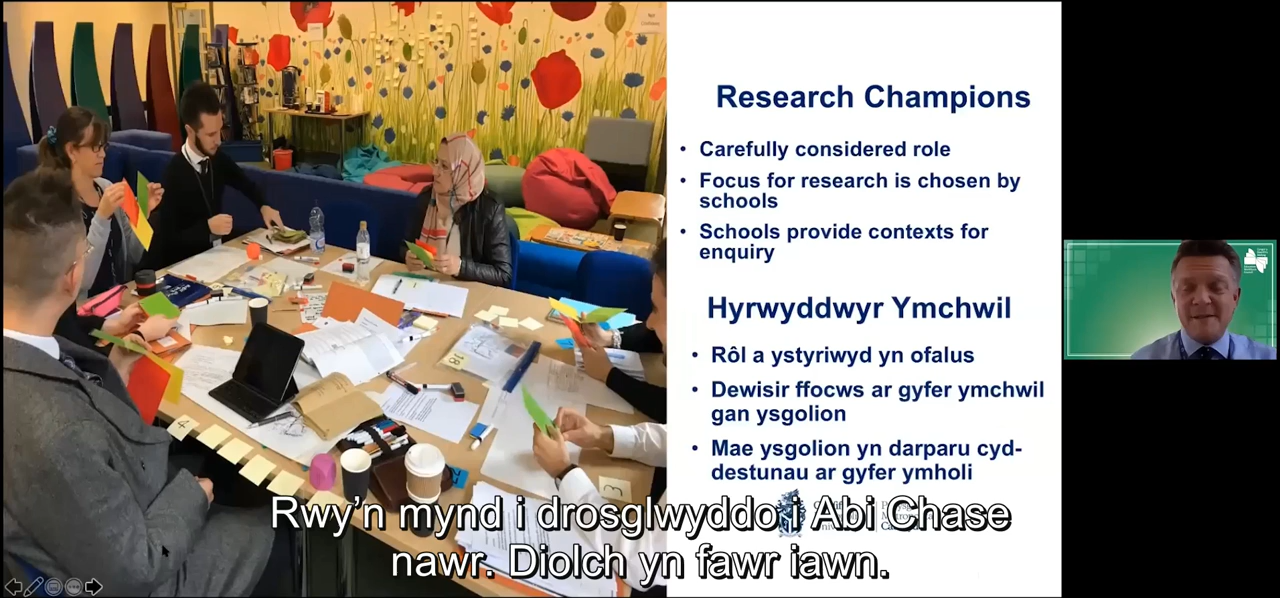 Research Champions
• Carefully considered role
• Focus for research is chosen by
schools
• Schools provide contexts for
enquiry
Hyrwyddwyr Ymchwil
• Rôl a ystyriwyd yn ofalus
• Dewisir ffocws ar gyfer ymchwil
gan ysgolion
• Mae ysgolion yn darparu cyd-
destunau ar gyfer ymholi
Rwy'n mynd i drosglwyddo i Abi Chase
nawr. Diolch yn fawr iawn.